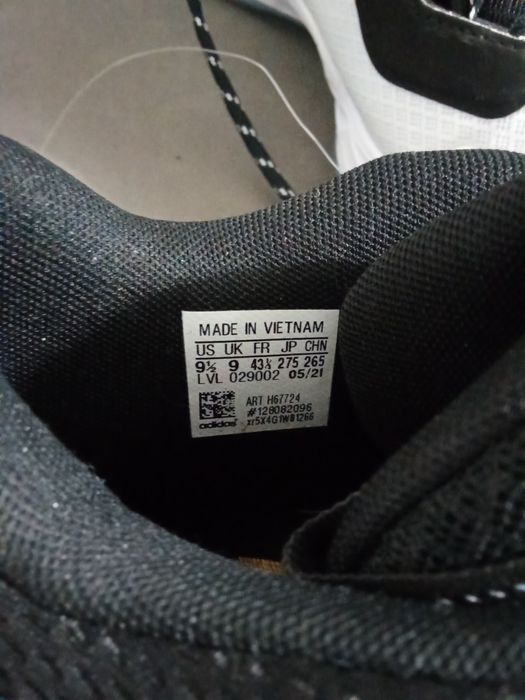 MADE IN VIETNAM
US UK FR JP CHN
9½ 9 43⅓ 275 265
LVL 029002 05/21
ART H67724
#128082096
xr5X4G1W81266
adidas